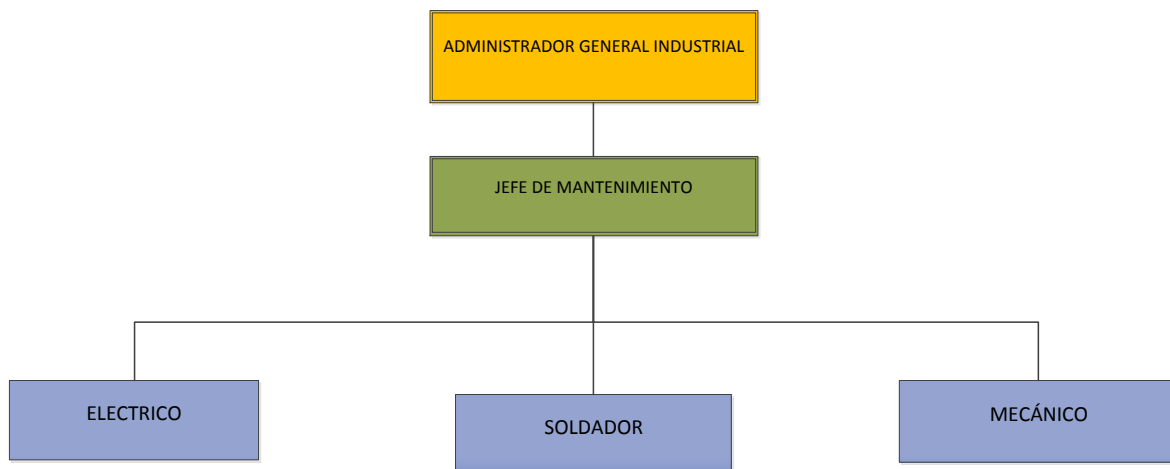 ADMINISTRADOR GENERAL INDUSTRIAL
JEFE DE MANTENIMIENTO
ELECTRICO
SOLDADOR
MECÁNICO